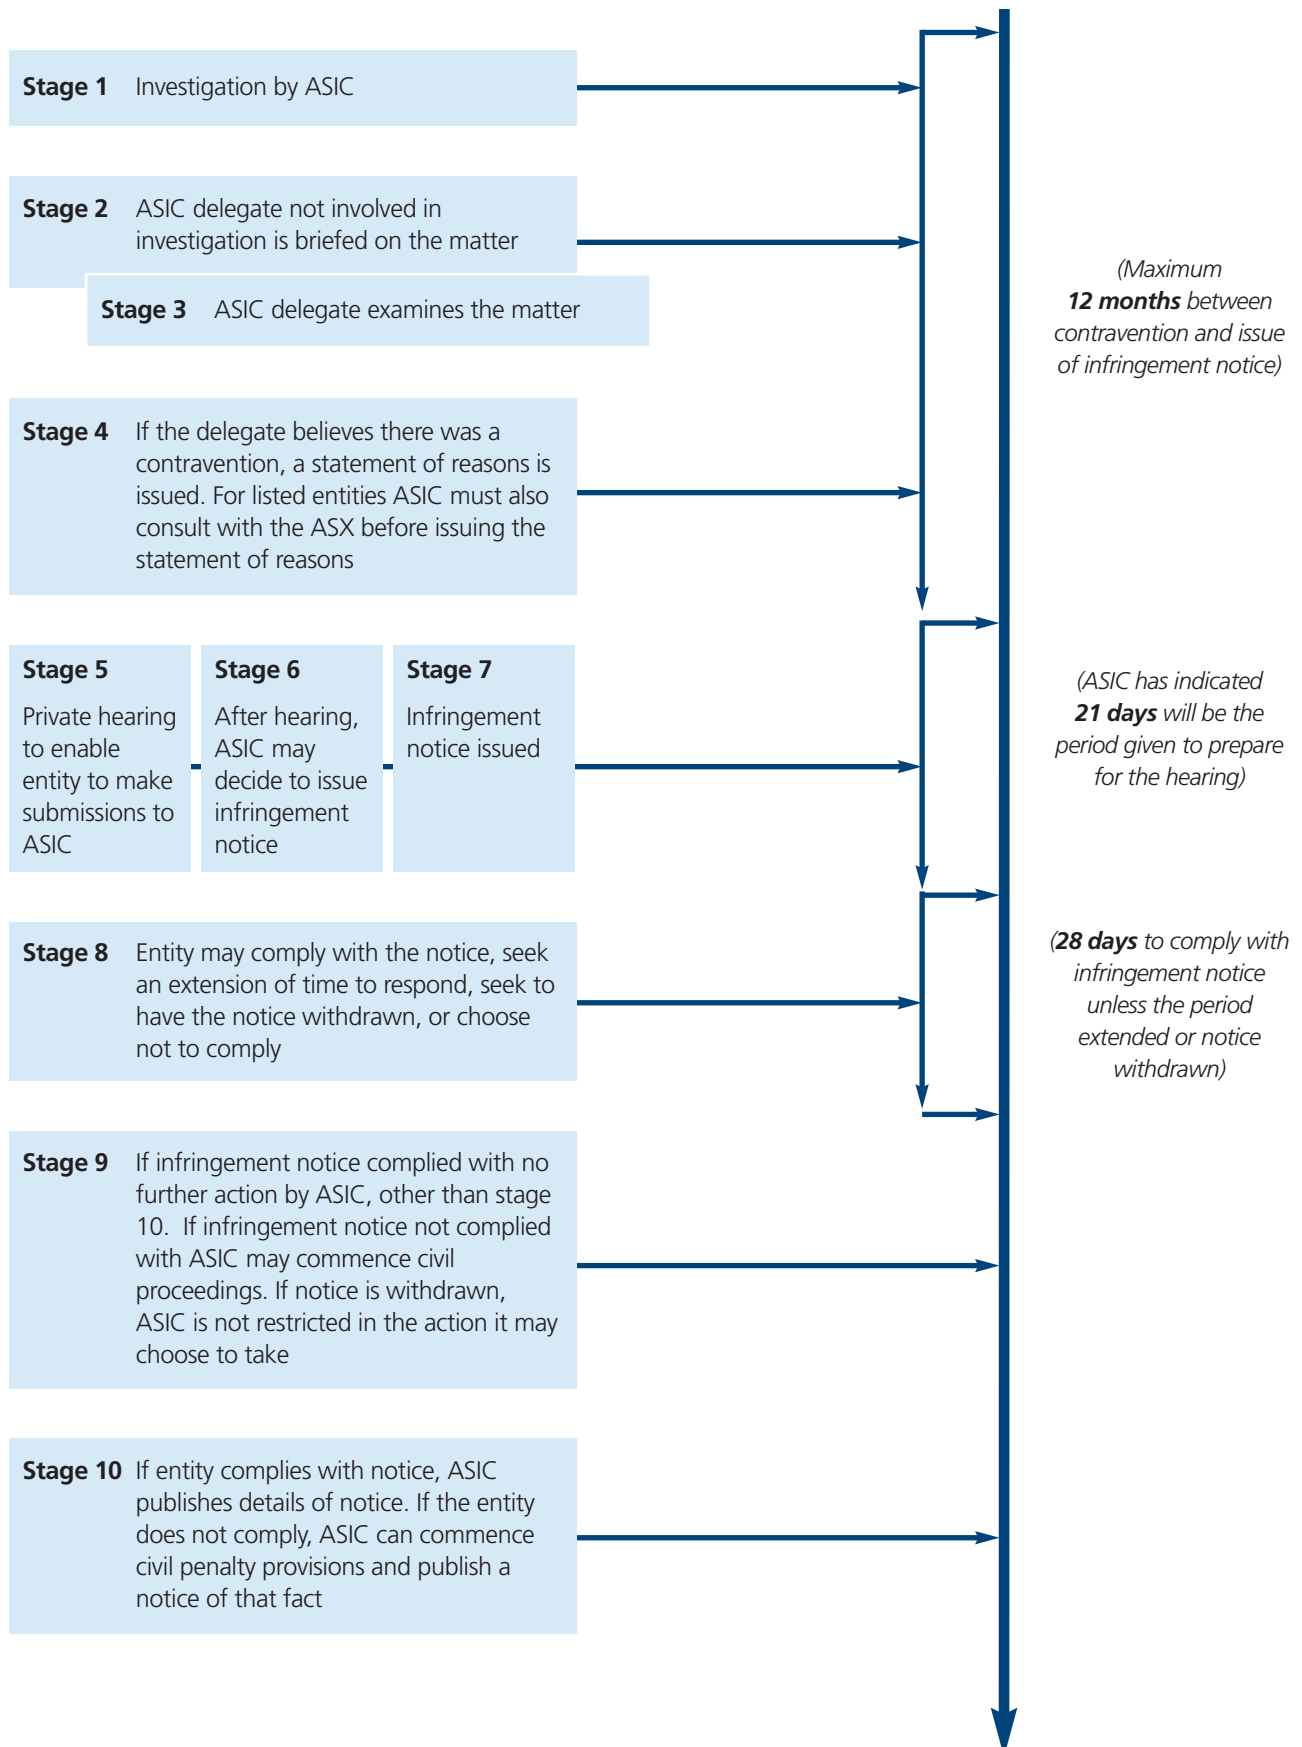 Stage 1 Investigation by ASIC
Stage 2 ASIC delegate not involved in
investigation is briefed on the matter
Stage 3 ASIC delegate examines the matter
(Maximum
12 months between
contravention and issue
of infringement notice)
Stage 4 If the delegate believes there was a
contravention, a statement of reasons is
issued. For listed entities ASIC must also
consult with the ASX before issuing the
statement of reasons
Stage 5
Private hearing
to enable
entity to make
submissions to
ASIC
Stage 6
After hearing,
ASIC may
decide to issue
infringement
notice
Stage 7
Infringement
notice issued
(ASIC has indicated
21 days will be the
period given to prepare
for the hearing)
Stage 8 Entity may comply with the notice, seek
an extension of time to respond, seek to
have the notice withdrawn, or choose
not to comply
(28 days to comply with
infringement notice
unless the period
extended or notice
withdrawn)
Stage 9 If infringement notice complied with no
further action by ASIC, other than stage
10. If infringement notice not complied
with ASIC may commence civil
proceedings. If notice is withdrawn,
ASIC is not restricted in the action it may
choose to take
Stage 10 If entity complies with notice, ASIC
publishes details of notice. If the entity
does not comply, ASIC can commence
civil penalty provisions and publish a
notice of that fact